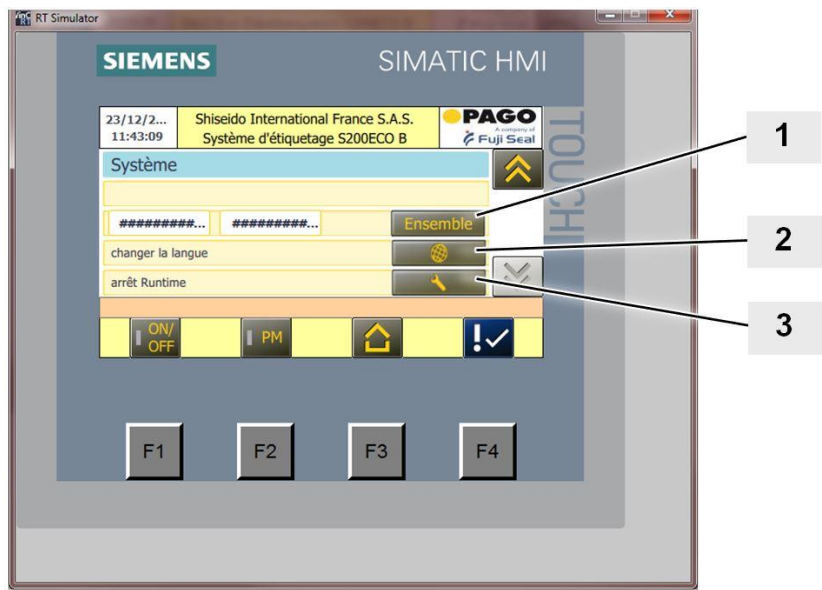 RT Simulator
SIEMENS SIMATIC HMI
23/12/2... Shiseido International France S.A.S. PAGO
11:43:09 Système d'étiquetage S200ECO B A company of
Fuji Seal
TOUCH
Système
1
#########... #########... Ensemble
2
changer la langue
arrêt Runtime
3
ON/
OFF
PM
!
F1 F2 F3 F4